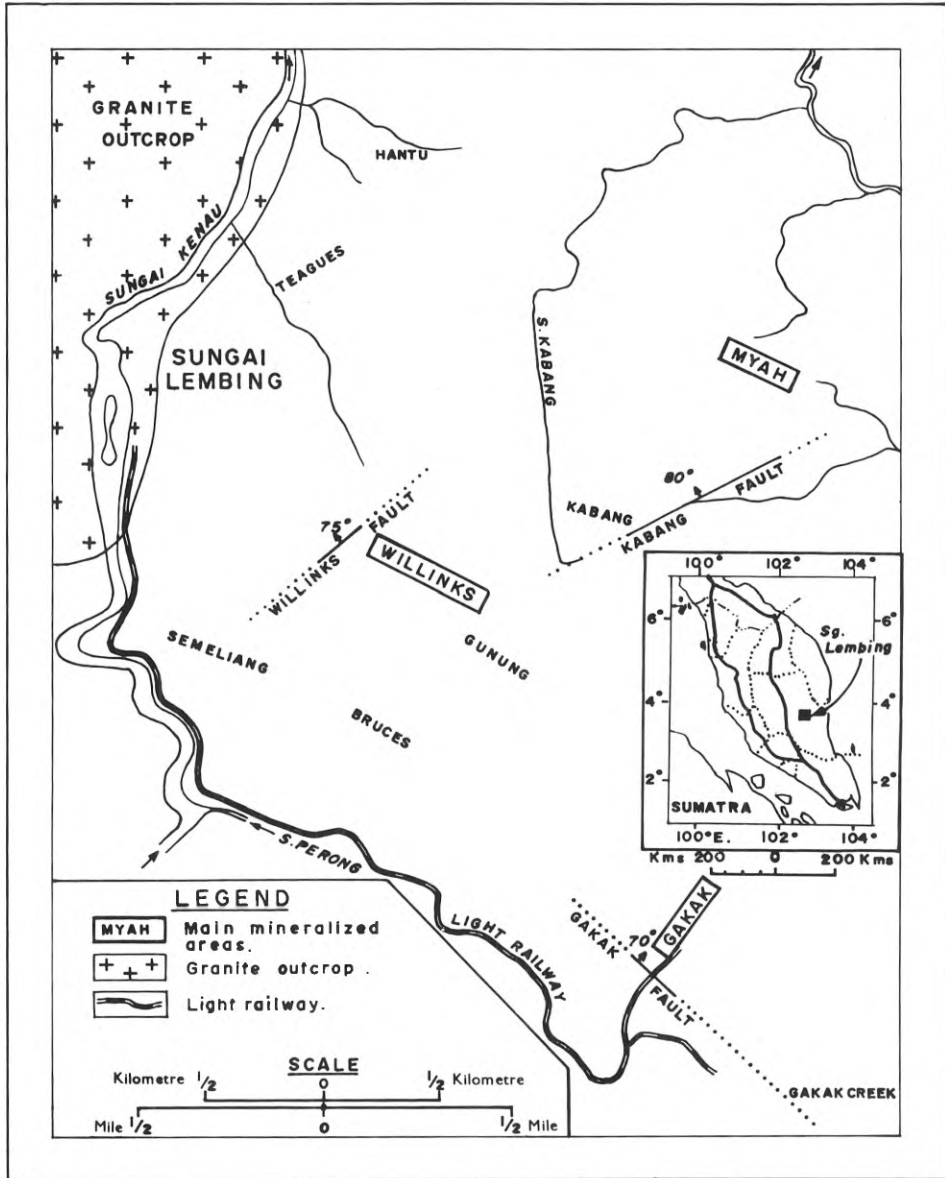 GRANITE
OUTCROP
HANTU
SUNGAI KENAU
TEAGUES
SUNGAI
LEMBING
S. KABANG
MYAH
80°
KABANG
KABANG FAULT
75°
WILLINKS FAULT
WILLINKS
SEMELIANG
GUNUNG
BRUCES
100° 102° 104°
6°
4°
2°
6°
4°
2°
Sg.
Lembing
SUMATRA
100°E. 102° 104°
Kms 200 0 200 Kms
S. PERONG
LIGHT RAILWAY
GAKAK
70°
GAKAK FAULT
GAKAK CREEK
LEGEND
MYAH Main mineralized
areas.
Granite outcrop .
Light railway.
SCALE
Kilometre 1/2 0 1/2 Kilometre
Mile 1/2 0 1/2 Mile